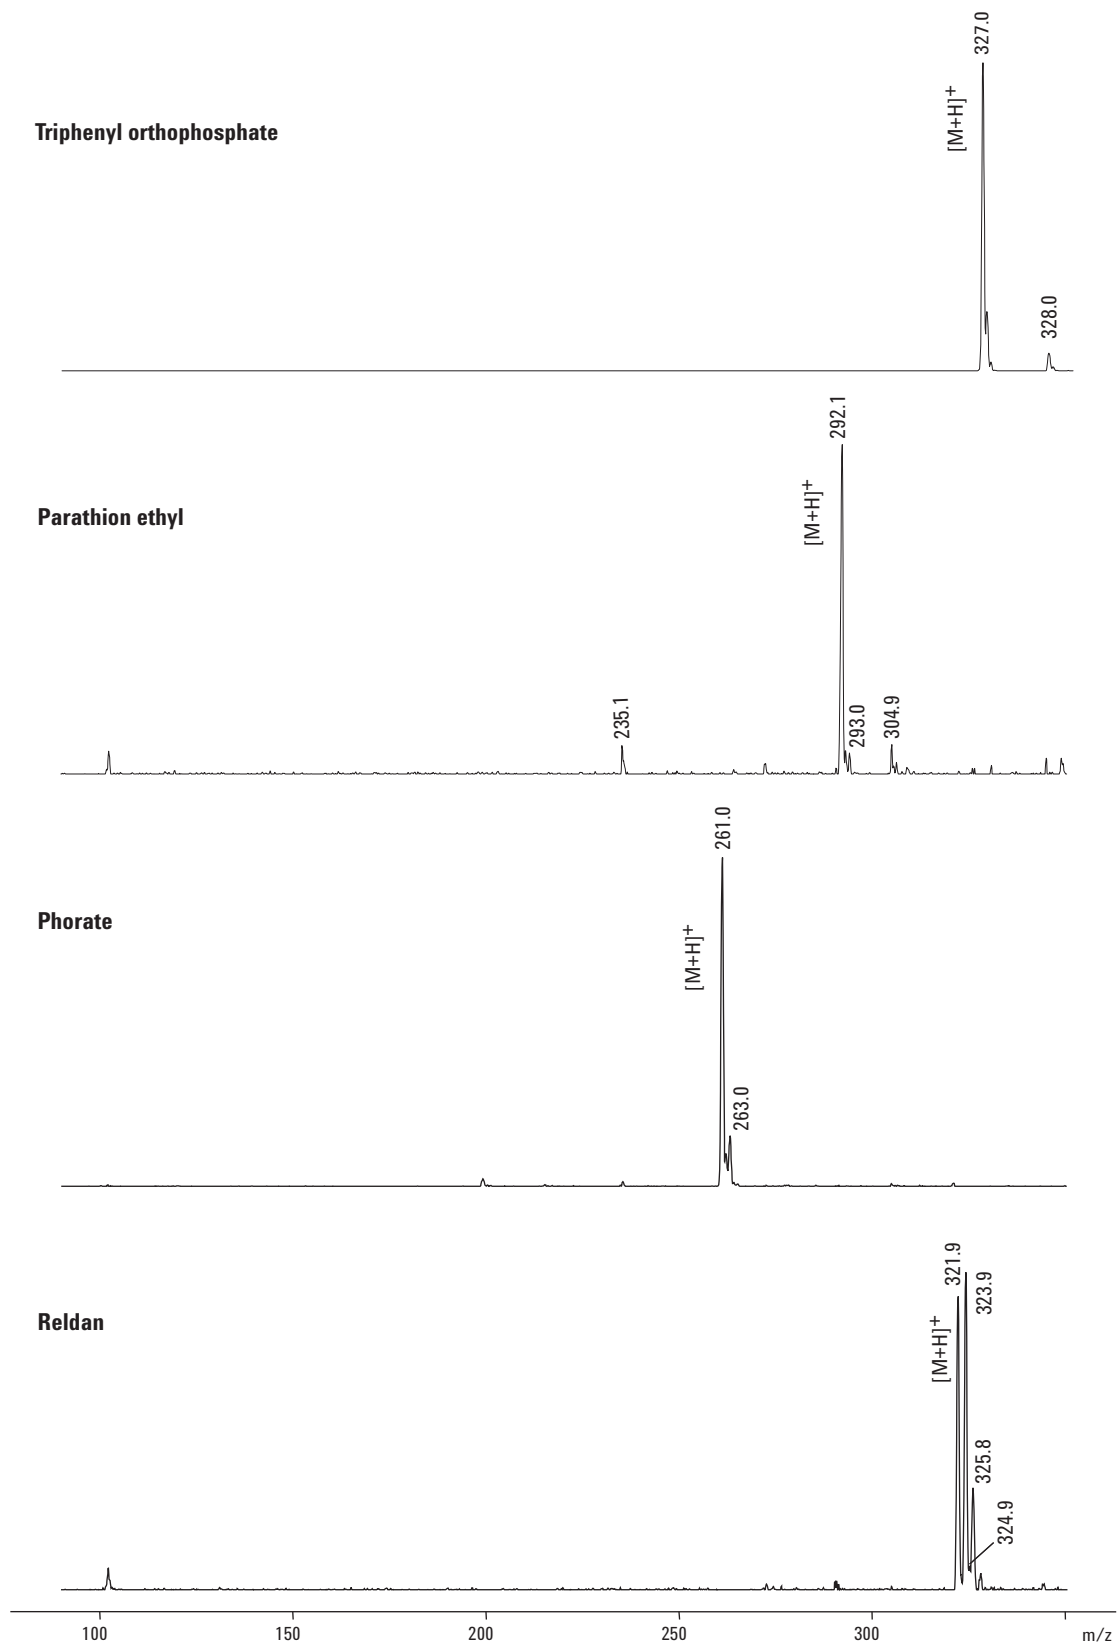 327.0
[M+H]+
Triphenyl orthophosphate
328.0
292.1
[M+H]+
Parathion ethyl
235.1
293.0
304.9
261.0
Phorate
[M+H]+
263.0
321.9
323.9
Reldan
[M+H]+
325.8
324.9
100 150 200 250 300 m/z